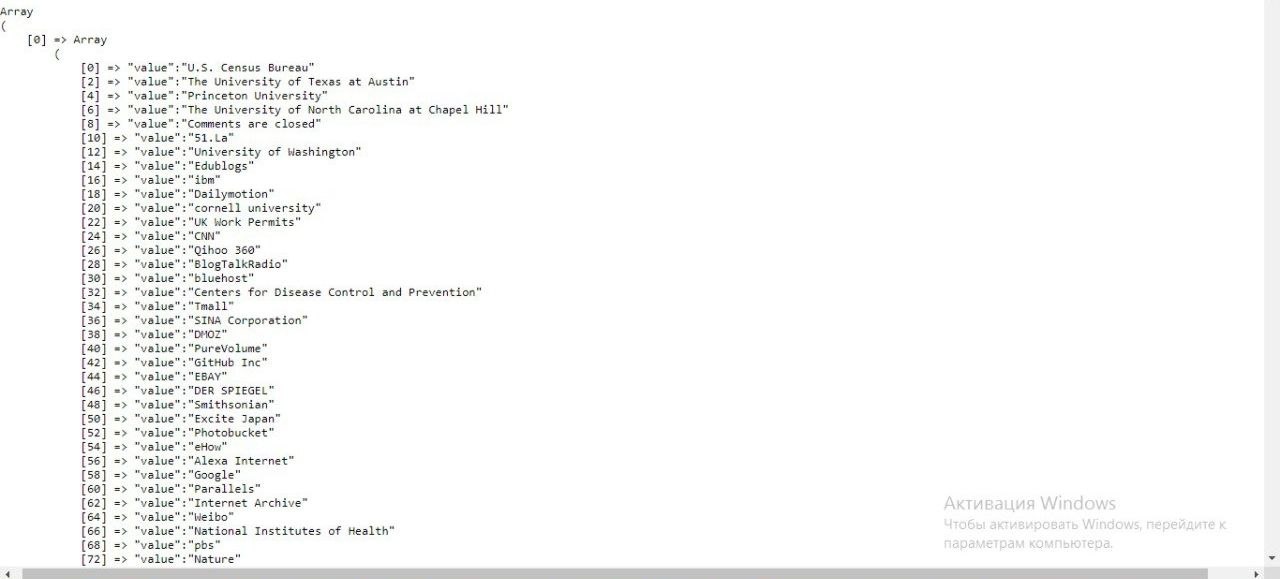 Array
(
[0] => Array
(
[0] => "value":"U.S. Census Bureau"
[2] => "value":"The University of Texas at Austin"
[4] => "value":"Princeton University"
[6] => "value":"The University of North Carolina at Chapel Hill"
[8] => "value":"Comments are closed"
[10] => "value":"51.La"
[12] => "value":"University of Washington"
[14] => "value":"Edublogs"
[16] => "value":"ibm"
[18] => "value":"Dailymotion"
[20] => "value":"cornell university"
[22] => "value":"UK Work Permits"
[24] => "value":"CNN"
[26] => "value":"Qihoo 360"
[28] => "value":"BlogTalkRadio"
[30] => "value":"bluehost"
[32] => "value":"Centers for Disease Control and Prevention"
[34] => "value":"Tmall"
[36] => "value":"SINA Corporation"
[38] => "value":"DMOZ"
[40] => "value":"PureVolume"
[42] => "value":"GitHub Inc"
[44] => "value":"EBAY"
[46] => "value":"DER SPIEGEL"
[48] => "value":"Smithsonian"
[50] => "value":"Excite Japan"
[52] => "value":"Photobucket"
[54] => "value":"eHow"
[56] => "value":"Alexa Internet"
[58] => "value":"Google"
[60] => "value":"Parallels"
[62] => "value":"Internet Archive"
[64] => "value":"Weibo"
[66] => "value":"National Institutes of Health"
[68] => "value":"pbs"
[72] => "value":"Nature"
Активация Windows
Чтобы активировать Windows, перейдите к
параметрам компьютера.